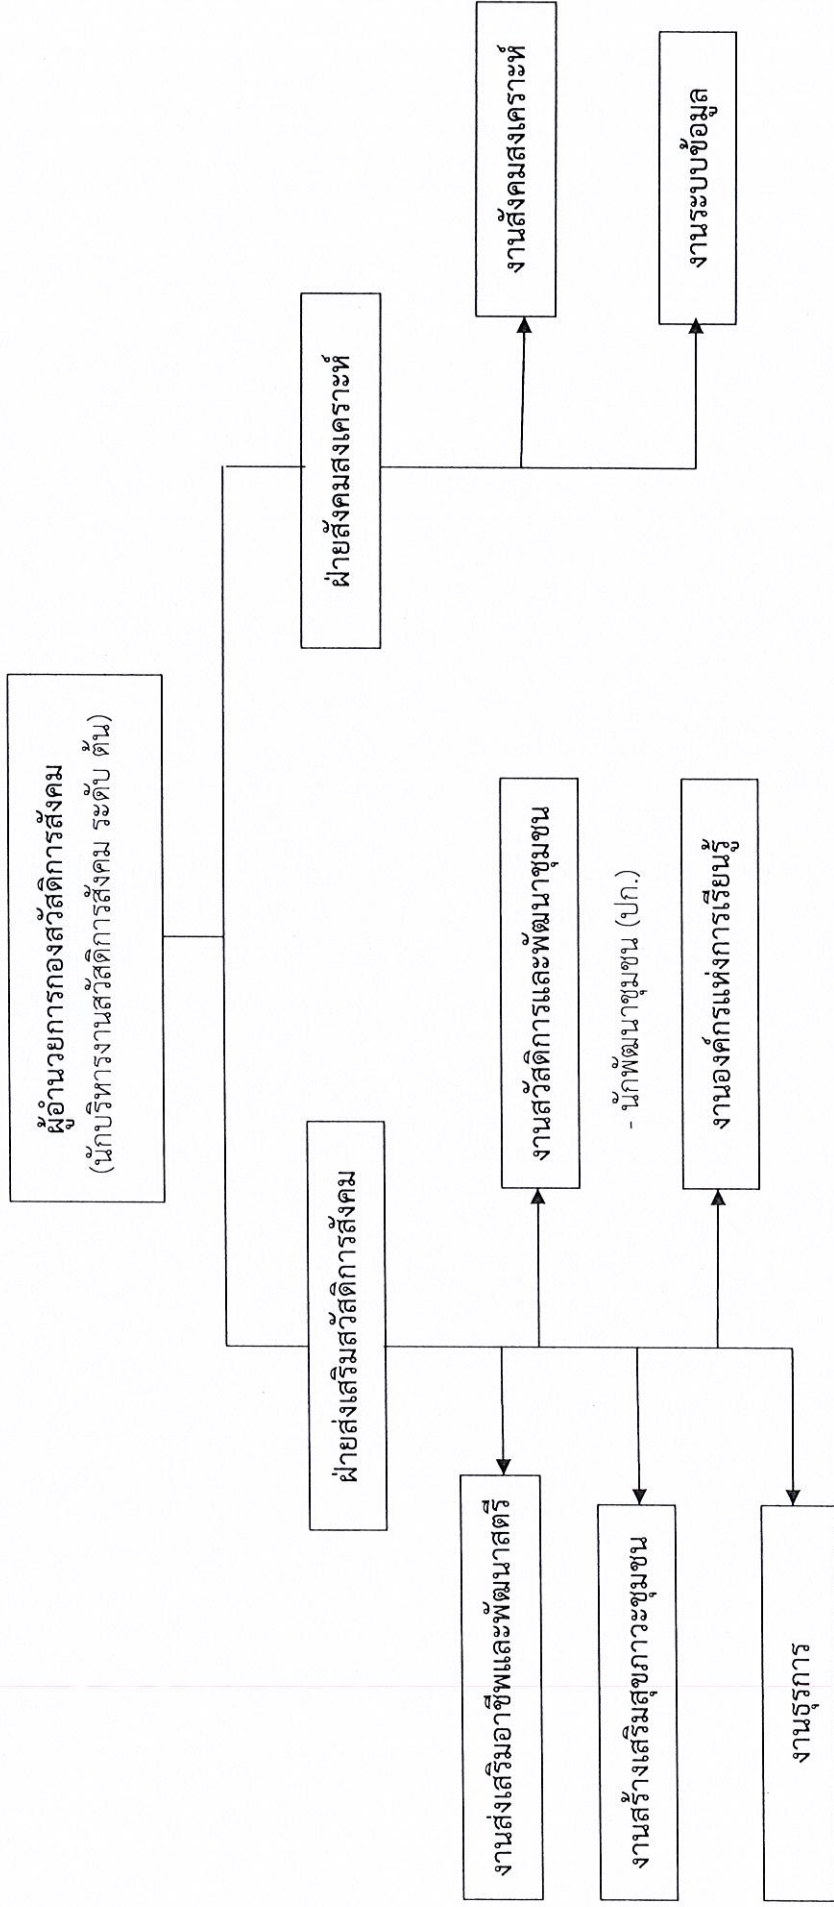 ผู้อำนวยการกองสวัสดิการสังคม
(นักบริหารงานสวัสดิการสังคม ระดับ ต้น)
ฝ่ายส่งเสริมสวัสดิการสังคม
ฝ่ายสังคมสงเคราะห์
งานส่งเสริมอาชีพและพัฒนาสตรี
งานสวัสดิการและพัฒนาชุมชน
- นักพัฒนาชุมชน (ปก.)
งานสร้างเสริมสุขภาวะชุมชน
งานองค์กรแห่งการเรียนรู้
งานธุรการ
งานสังคมสงเคราะห์
งานระบบข้อมูล